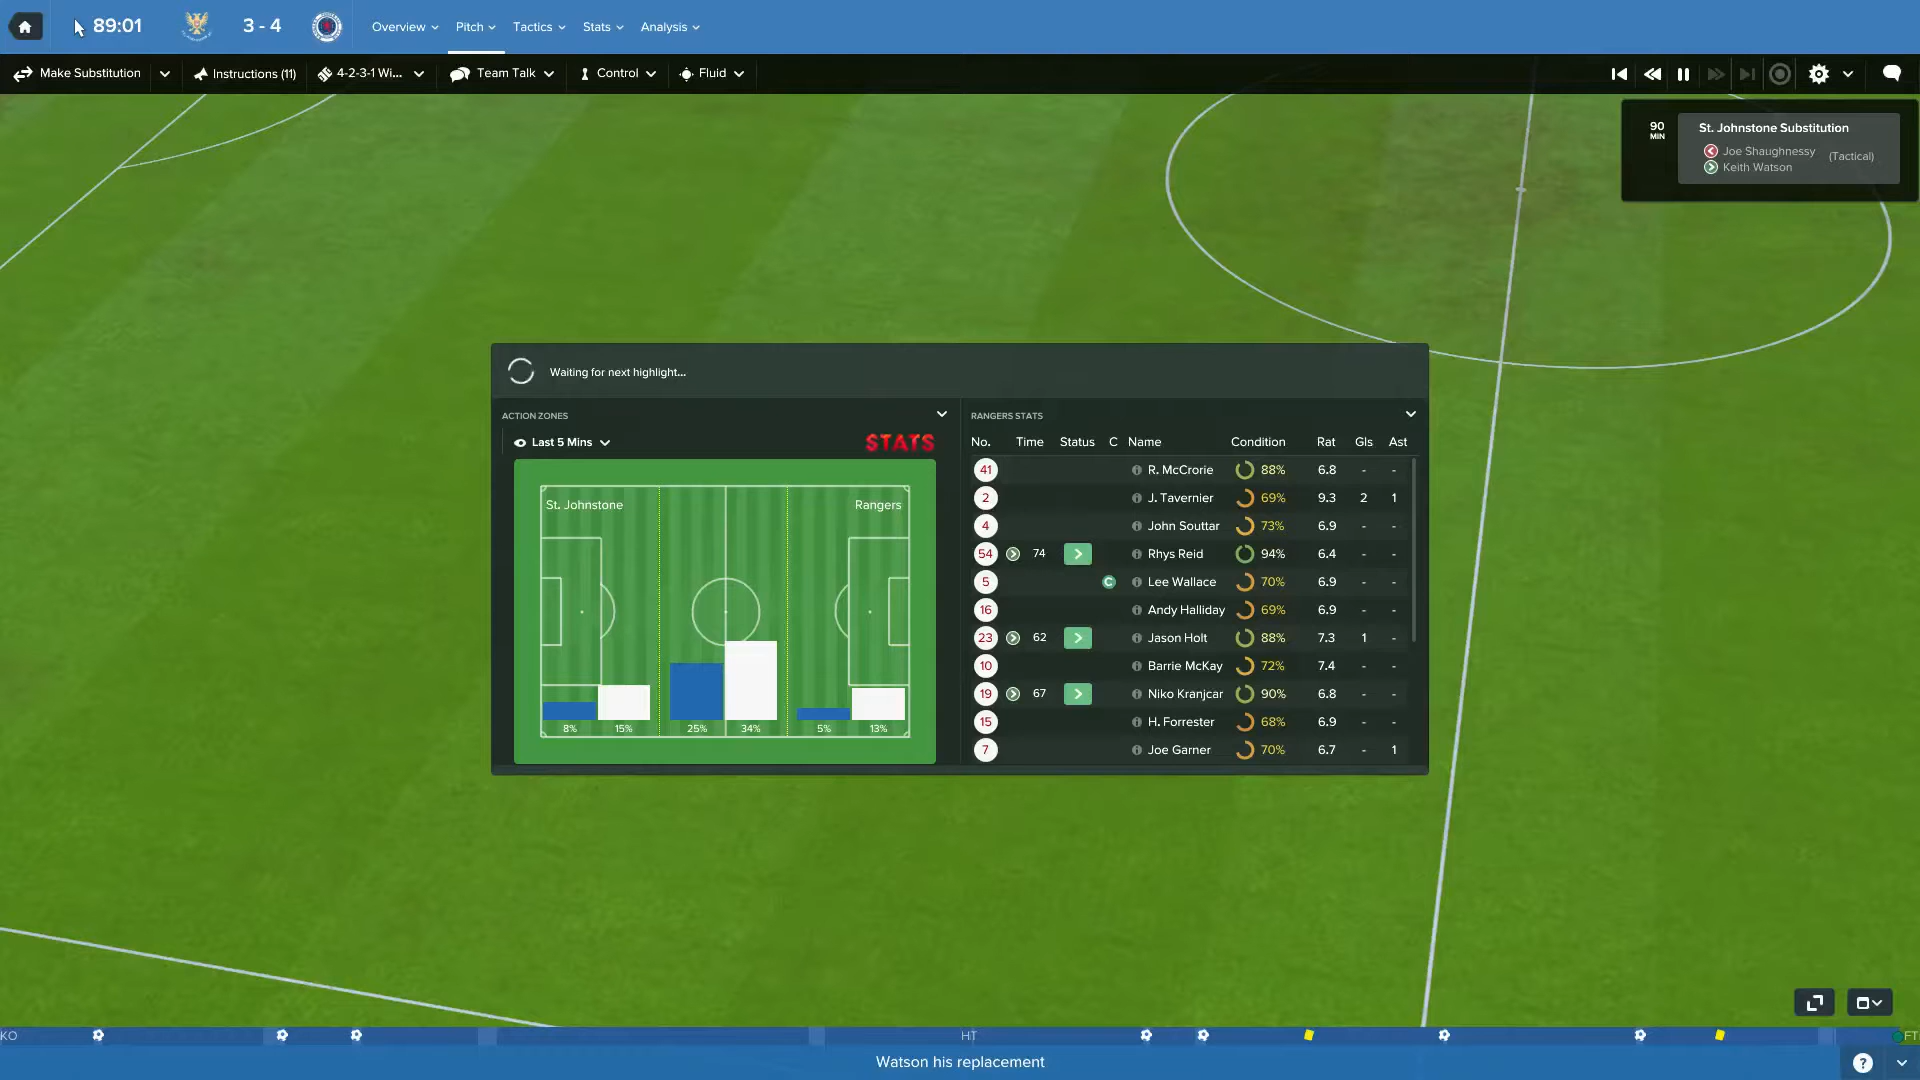 89:01 3 - 4 Overview Pitch Tactics Stats Analysis
Make Substitution Instructions (11) 4-2-3-1 Wi... Team Talk Control Fluid
90 MIN
St. Johnstone Substitution
Joe Shaughnessy (Tactical)
Keith Watson
Waiting for next highlight...
ACTION ZONES
Last 5 Mins STATS
St. Johnstone Rangers
8% 15% 25% 34% 5% 13%
RANGERS STATS
No. Time Status C Name Condition Rat Gls Ast
41 R. McCrorie 88% 6.8 - -
2 J. Tavernier 69% 9.3 2 1
4 John Souttar 73% 6.9 - -
54 74 Rhys Reid 94% 6.4 - -
5 C Lee Wallace 70% 6.9 - -
16 Andy Halliday 69% 6.9 - -
23 62 Jason Holt 88% 7.3 1 -
10 Barrie McKay 72% 7.4 - -
19 67 Niko Kranjcar 90% 6.8 - -
15 H. Forrester 68% 6.9 - -
7 Joe Garner 70% 6.7 - 1
KO HT FT
Watson his replacement
?